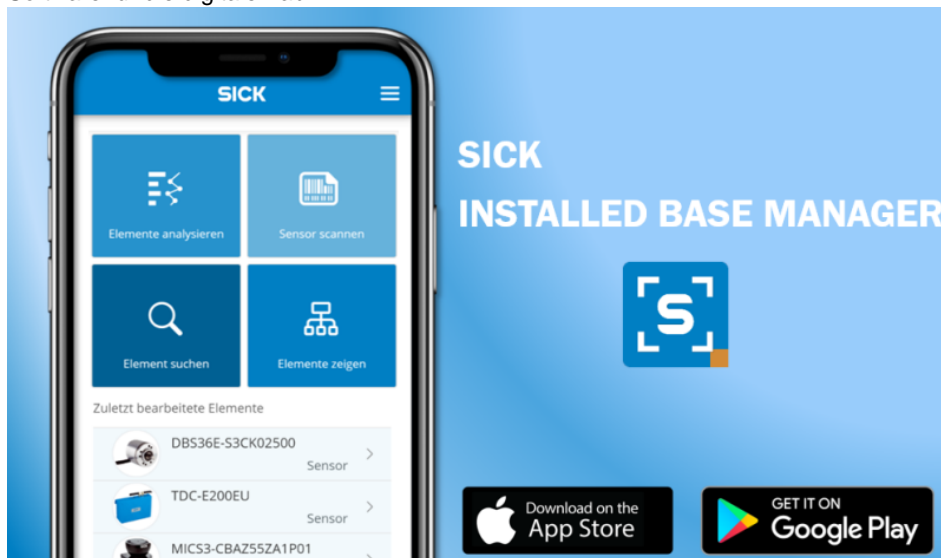 SICK
Elemente analysieren
Sensor scannen
Element suchen
Elemente zeigen
Zuletzt bearbeitete Elemente
DBS36E-S3CK02500
Sensor
TDC-E200EU
Sensor
MICS3-CBAZ55ZA1P01
SICK
INSTALLED BASE MANAGER
S
Download on the
App Store
GET IT ON
Google Play